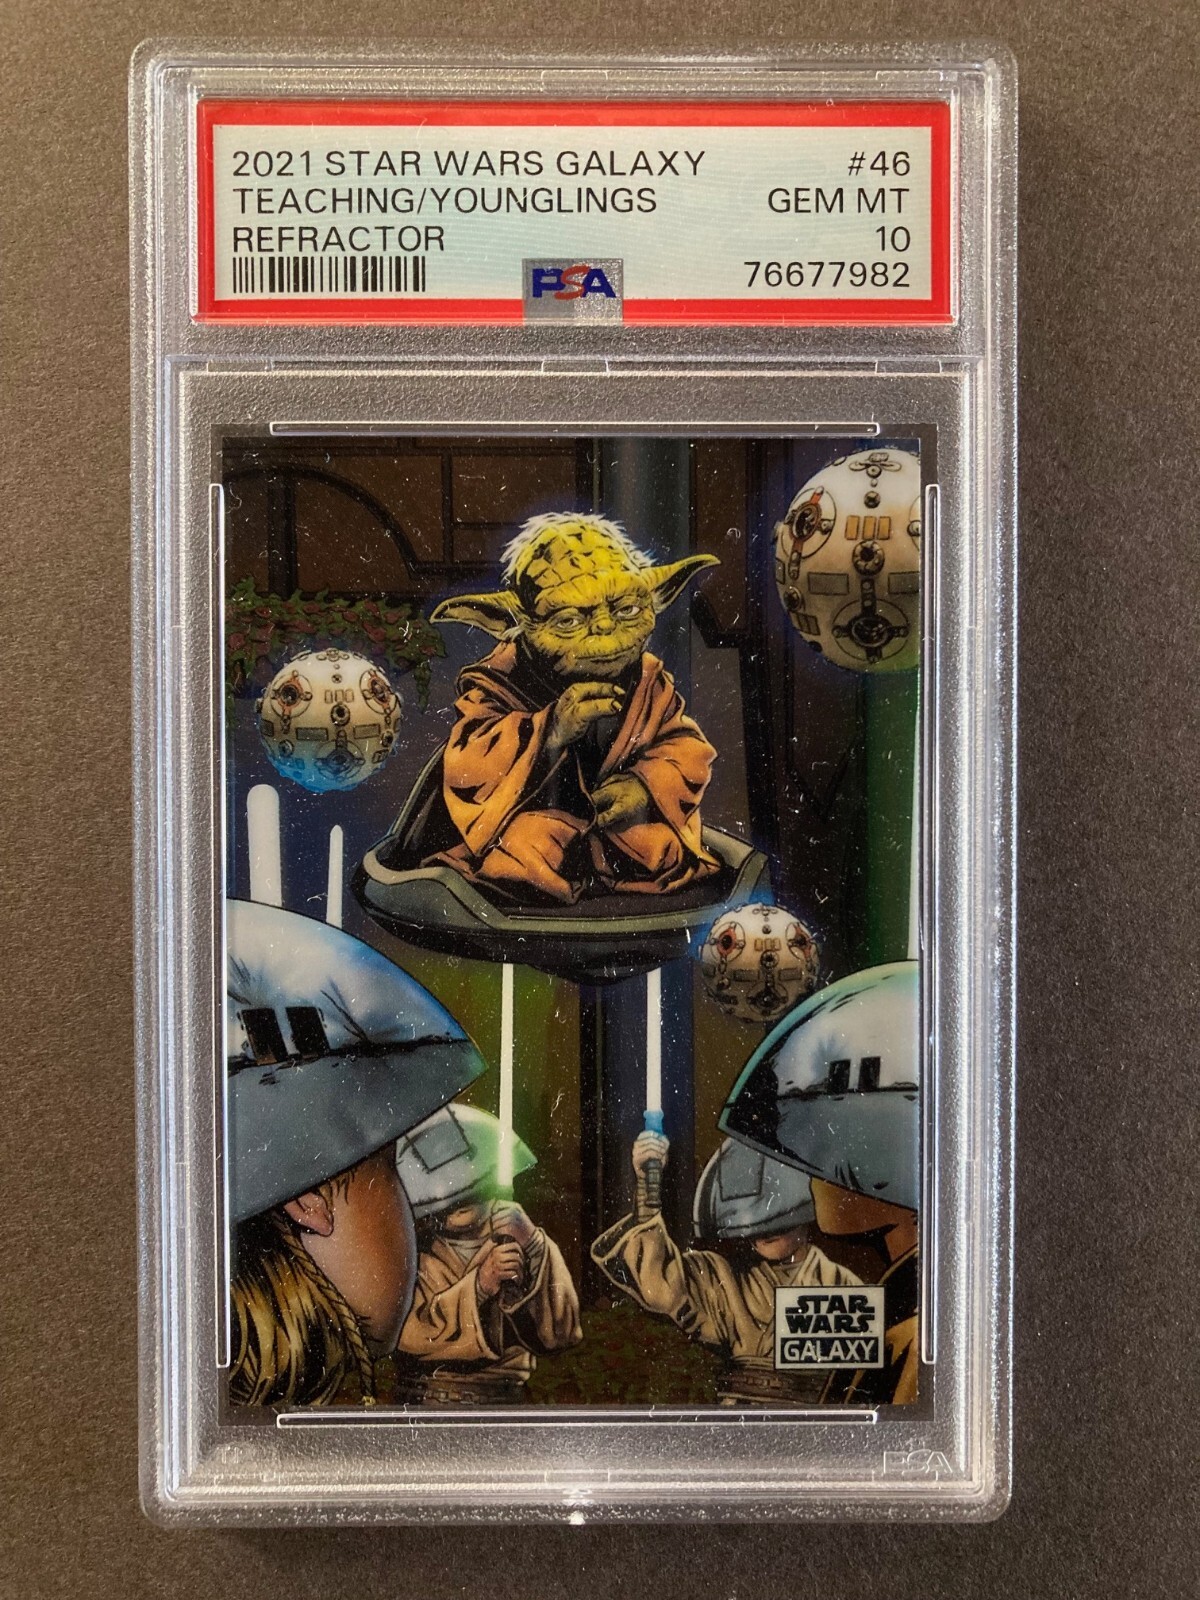 2021 STAR WARS GALAXY #46
TEACHING/YOUNGLINGS GEM MT
REFRACTOR 10
PSA 76677982
STAR
WARS
GALAXY
PSA